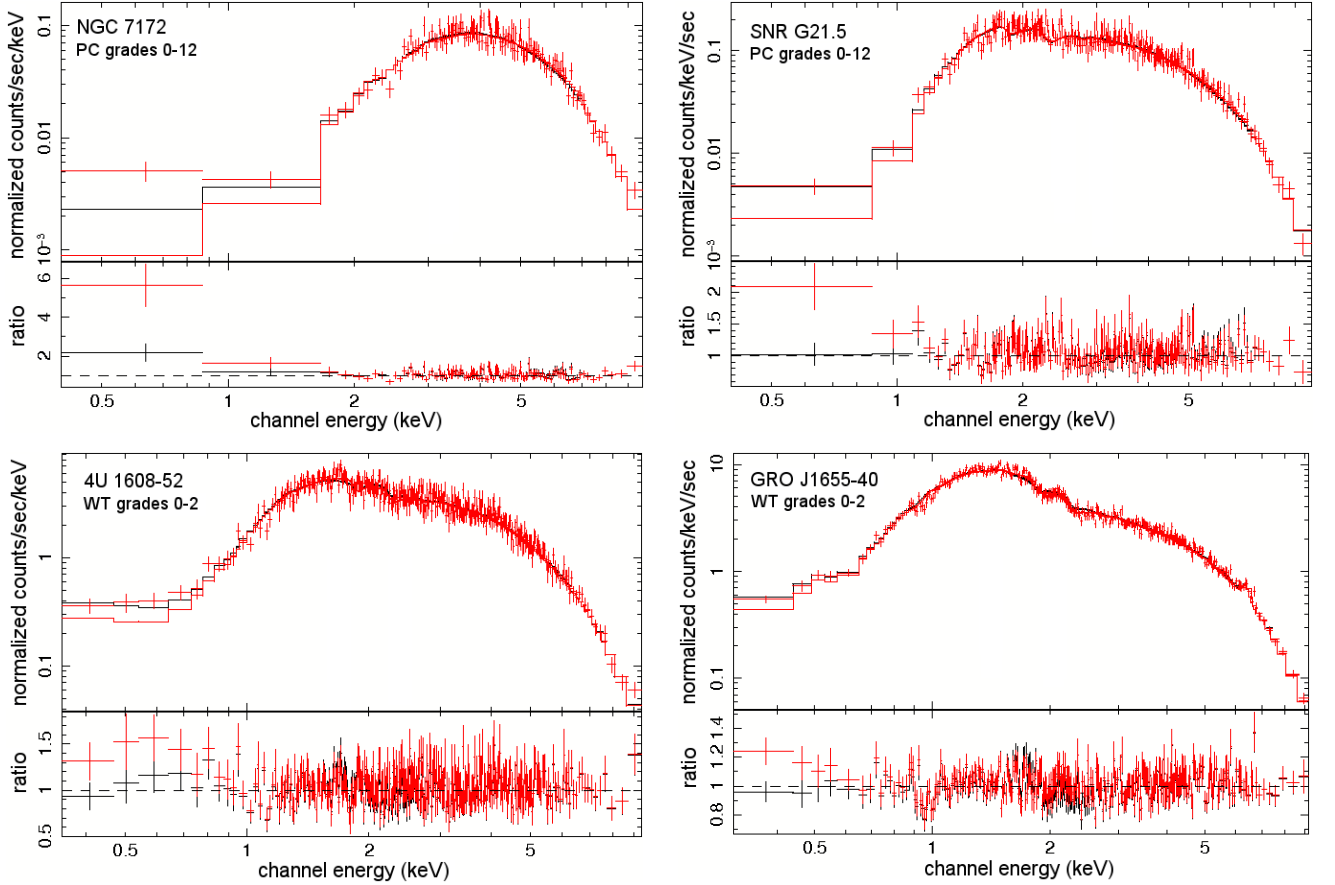 NGC 7172
PC grades 0-12
normalized counts/sec/keV
0.1
0.01
10⁻³
ratio
6
4
2
0.5
1
2
5
channel energy (keV)
SNR G21.5
PC grades 0-12
normalized counts/keV/sec
0.1
0.01
10⁻³
ratio
2
1.5
1
0.5
1
2
5
channel energy (keV)
4U 1608-52
WT grades 0-2
normalized counts/sec/keV
1
0.1
ratio
1.5
1
0.5
0.5
1
2
5
channel energy (keV)
GRO J1655-40
WT grades 0-2
normalized counts/keV/sec
10
1
0.1
ratio
1.4
1.2
1
0.8
0.5
1
2
5
channel energy (keV)